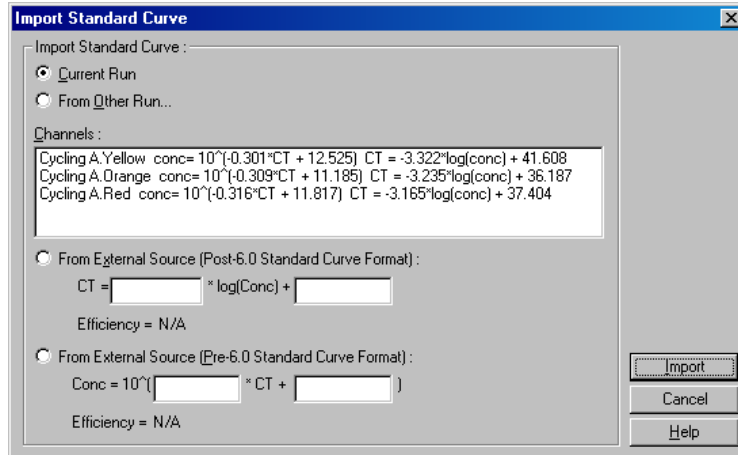 Import Standard Curve
Import Standard Curve :
Current Run
From Other Run...
Channels :
Cycling A.Yellow conc= 10^(-0.301*CT + 12.525) CT = -3.322*log(conc) + 41.608
Cycling A.Orange conc= 10^(-0.309*CT + 11.185) CT = -3.235*log(conc) + 36.187
Cycling A.Red conc= 10^(-0.316*CT + 11.817) CT = -3.165*log(conc) + 37.404
From External Source (Post-6.0 Standard Curve Format) :
CT = * log(Conc) +
Efficiency = N/A
From External Source (Pre-6.0 Standard Curve Format) :
Conc = 10^( * CT + )
Efficiency = N/A
Import
Cancel
Help